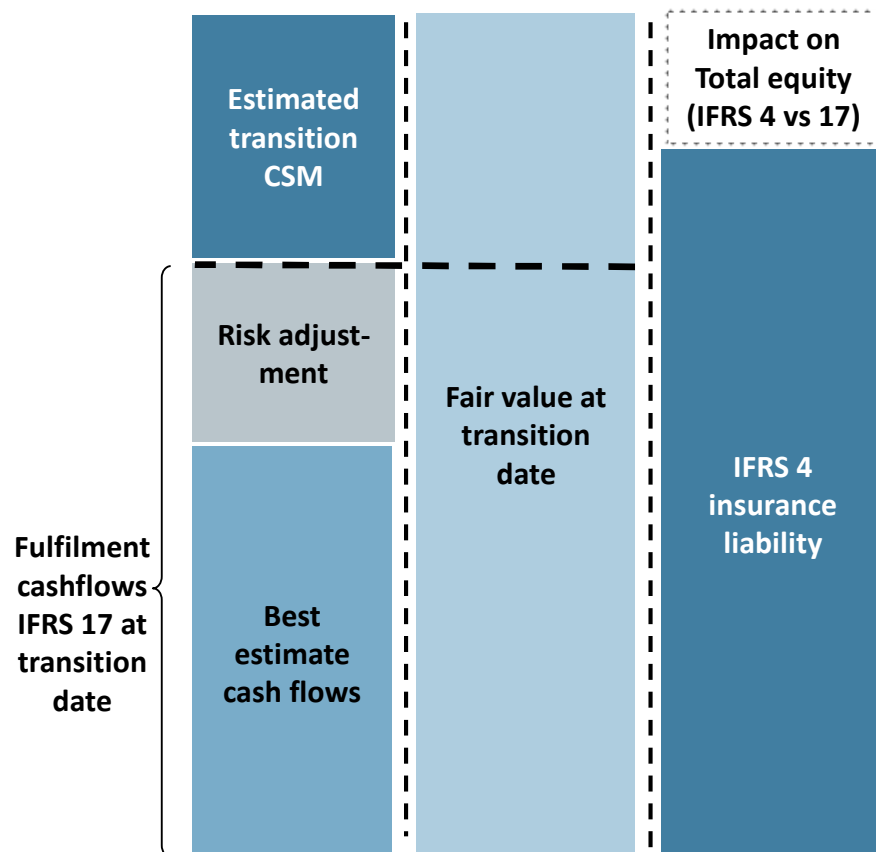 Estimated
transition
CSM
Risk adjust-
ment
Best
estimate
cash flows
Fulfilment
cashflows
IFRS 17 at
transition
date
Fair value at
transition
date
Impact on
Total equity
(IFRS 4 vs 17)
IFRS 4
insurance
liability